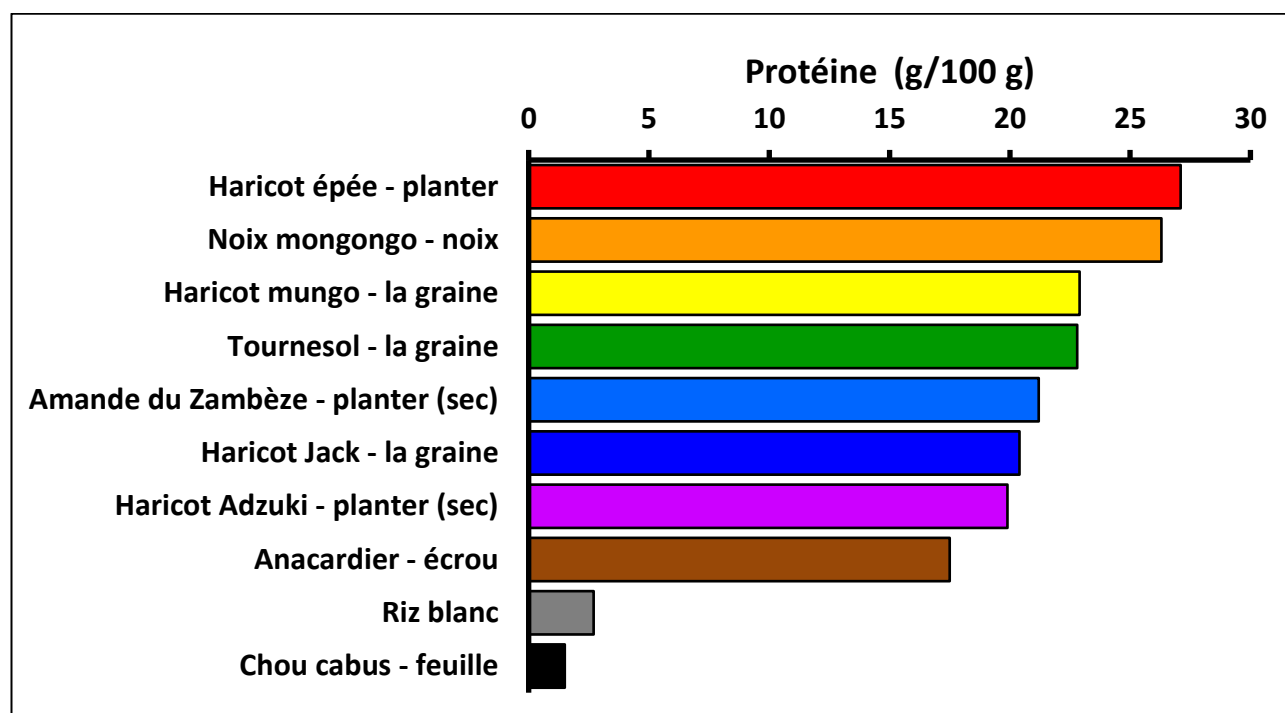 Protéine (g/100 g)
0 5 10 15 20 25 30
Haricot épée - planter
Noix mongongo - noix
Haricot mungo - la graine
Tournesol - la graine
Amande du Zambèze - planter (sec)
Haricot Jack - la graine
Haricot Adzuki - planter (sec)
Anacardier - écrou
Riz blanc
Chou cabus - feuille